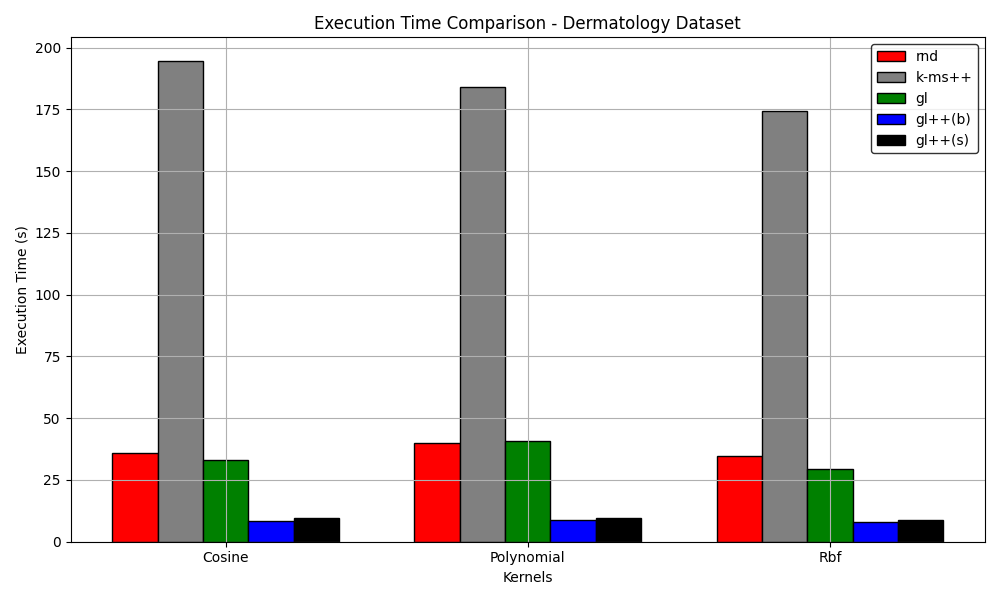 Execution Time Comparison - Dermatology Dataset
rnd
k-ms++
gl
gl++(b)
gl++(s)
Execution Time (s)
200
175
150
125
100
75
50
25
0
Cosine
Polynomial
Rbf
Kernels